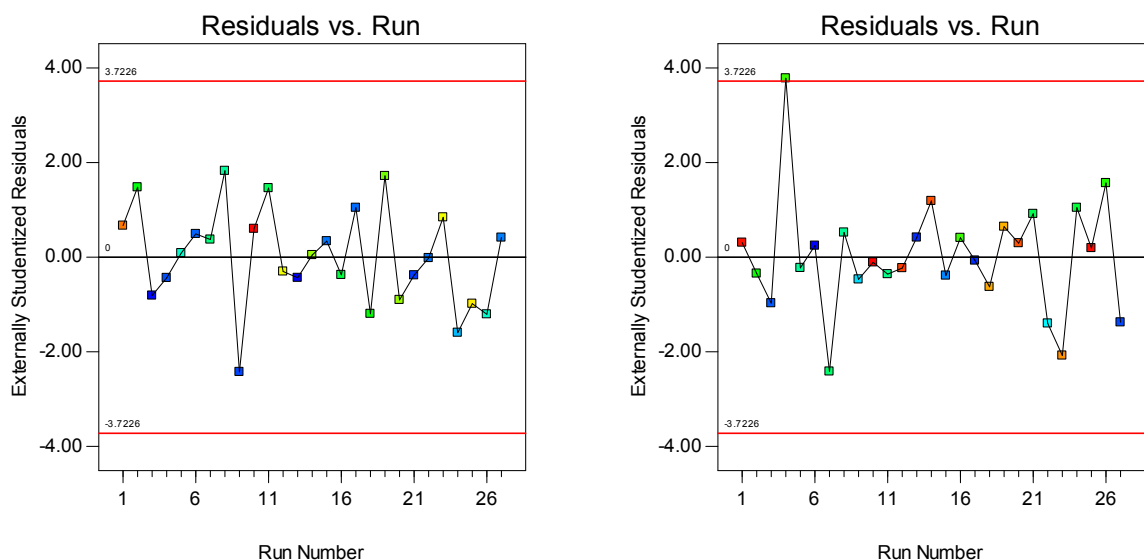 Residuals vs. Run
Externally Studentized Residuals
4.00
2.00
0.00
-2.00
-4.00
3.7226
0
-3.7226
1 6 11 16 21 26
Run Number
Residuals vs. Run
Externally Studentized Residuals
4.00
2.00
0.00
-2.00
-4.00
3.7226
0
-3.7226
1 6 11 16 21 26
Run Number